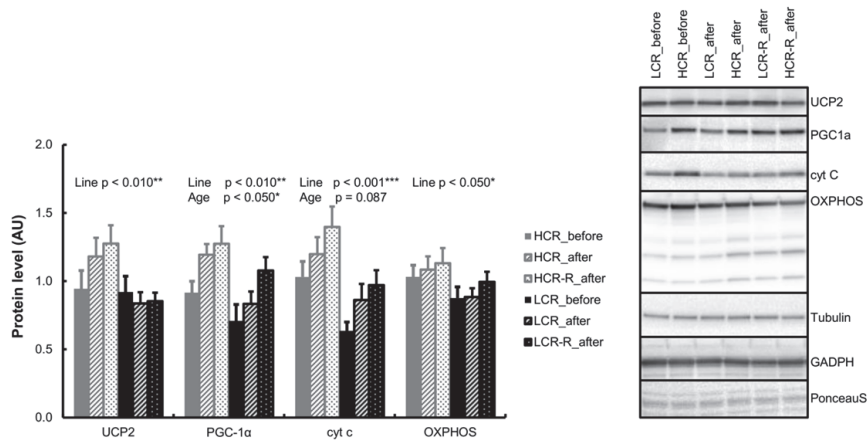 Protein level (AU)
2.0
1.5
1.0
0.5
0.0
Line p < 0.010**
Line p < 0.010**
Age p < 0.050*
Line p < 0.001***
Age p = 0.087
Line p < 0.050*
UCP2
PGC-1α
cyt c
OXPHOS
HCR_before
HCR_after
HCR-R_after
LCR_before
LCR_after
LCR-R_after
LCR_before
HCR_before
LCR_after
HCR_after
LCR-R_after
HCR-R_after
UCP2
PGC1a
cyt C
OXPHOS
Tubulin
GADPH
PonceauS